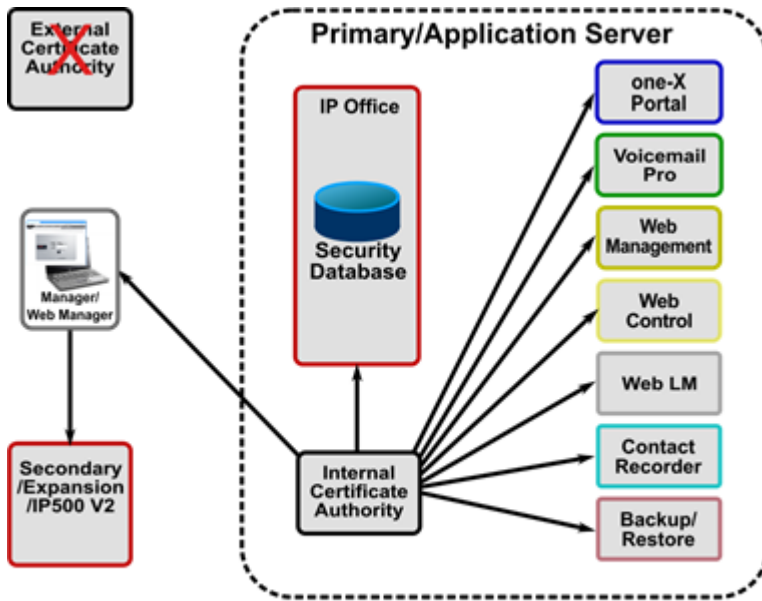 External
Certificate
Authority
Primary/Application Server
IP Office
Security
Database
one-X
Portal
Voicemail
Pro
Web
Management
Web
Control
Web LM
Contact
Recorder
Backup/
Restore
Manager/
Web Manager
Secondary
/Expansion
/IP500 V2
Internal
Certificate
Authority